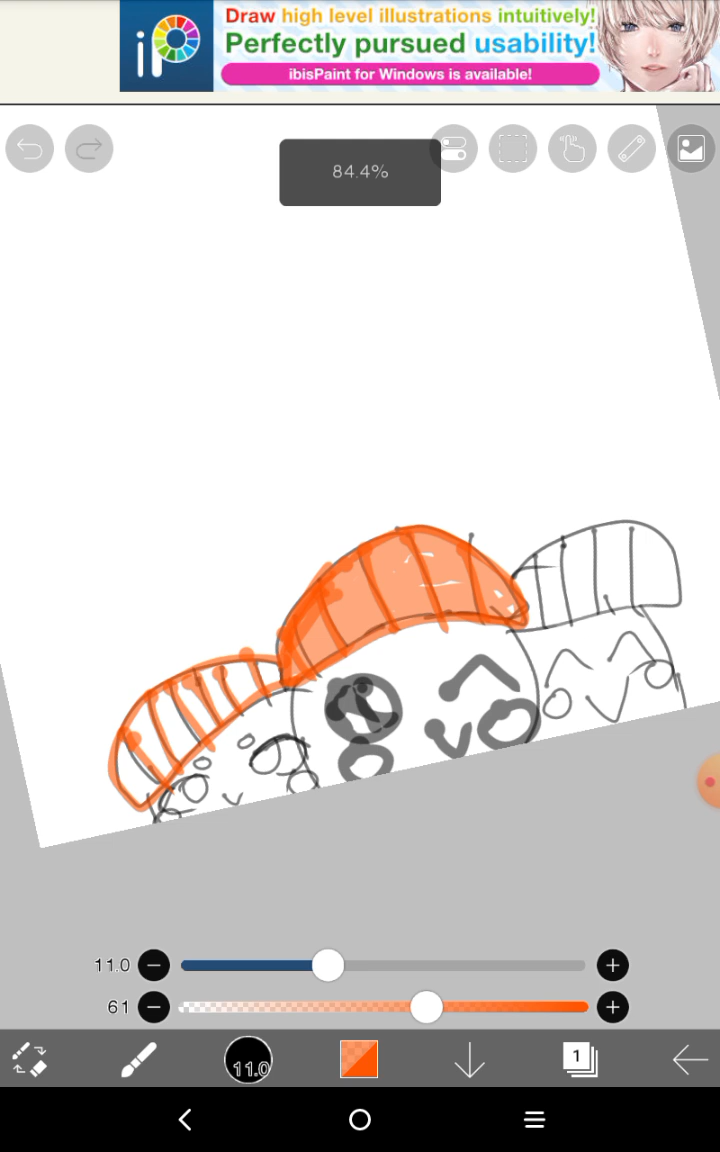 iP
Draw high level illustrations intuitively!
Perfectly pursued usability!
ibisPaint for Windows is available!
84.4%
11.0
61
11.0
1